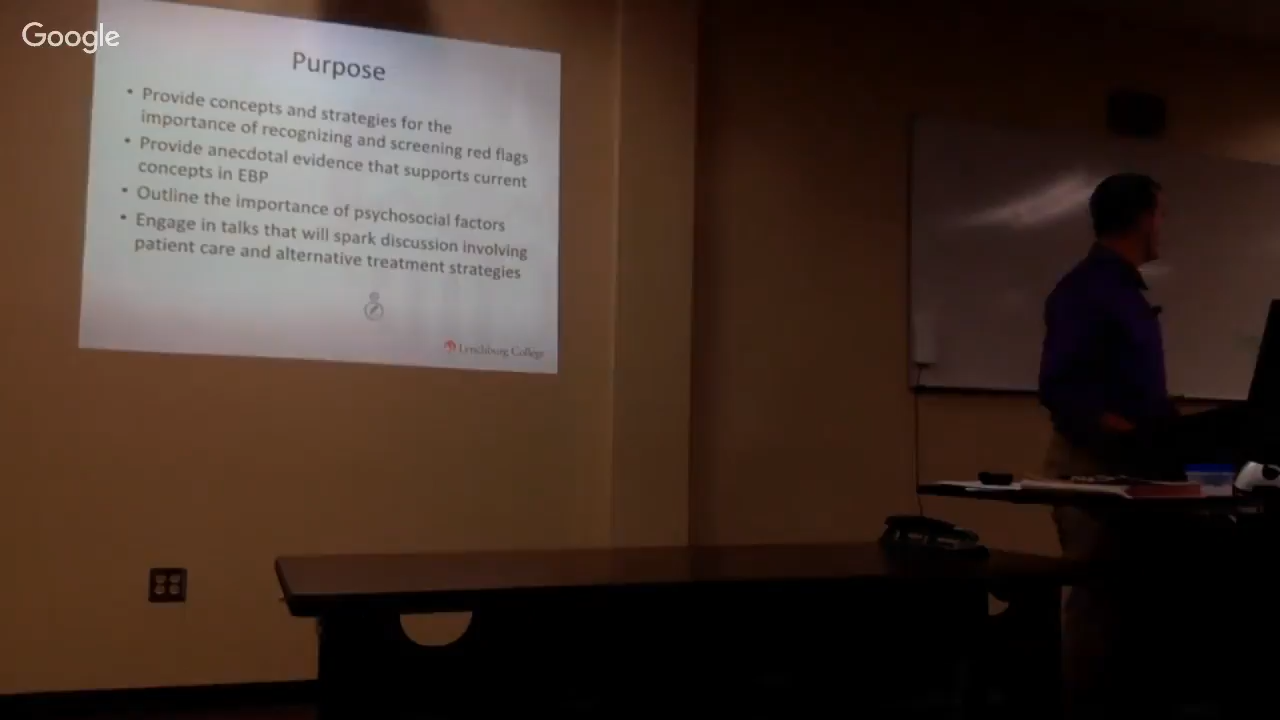 Google
Purpose
• Provide concepts and strategies for the
importance of recognizing and screening red flags
• Provide anecdotal evidence that supports current
concepts in EBP
• Outline the importance of psychosocial factors
• Engage in talks that will spark discussion involving
patient care and alternative treatment strategies
Lynchburg College